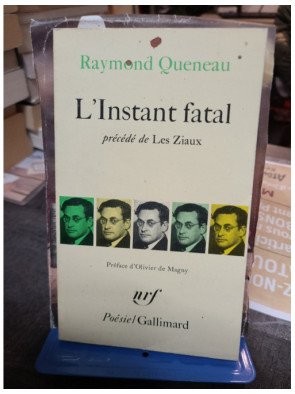 Raymond Queneau
L'Instant fatal
précédé de Les Ziaux
Préface d'Olivier de Magny
nrf
Poésie/Gallimard